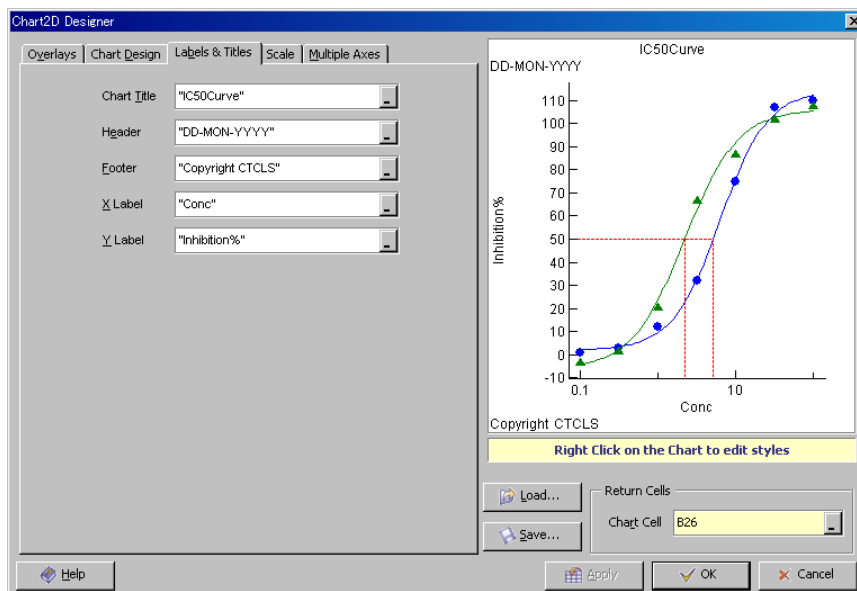 Chart2D Designer
Overlays
Chart Design
Labels & Titles
Scale
Multiple Axes
Chart Title
"IC50Curve"
Header
"DD-MON-YYYY"
Footer
"Copyright CTCLS"
X Label
"Conc"
Y Label
"Inhibition%"
IC50Curve
DD-MON-YYYY
Inhibition%
110
100
90
80
70
60
50
40
30
20
10
0
-10
0.1
10
Conc
Copyright CTCLS
Right Click on the Chart to edit styles
Load...
Save...
Return Cells
Chart Cell
B26
Help
Apply
OK
Cancel